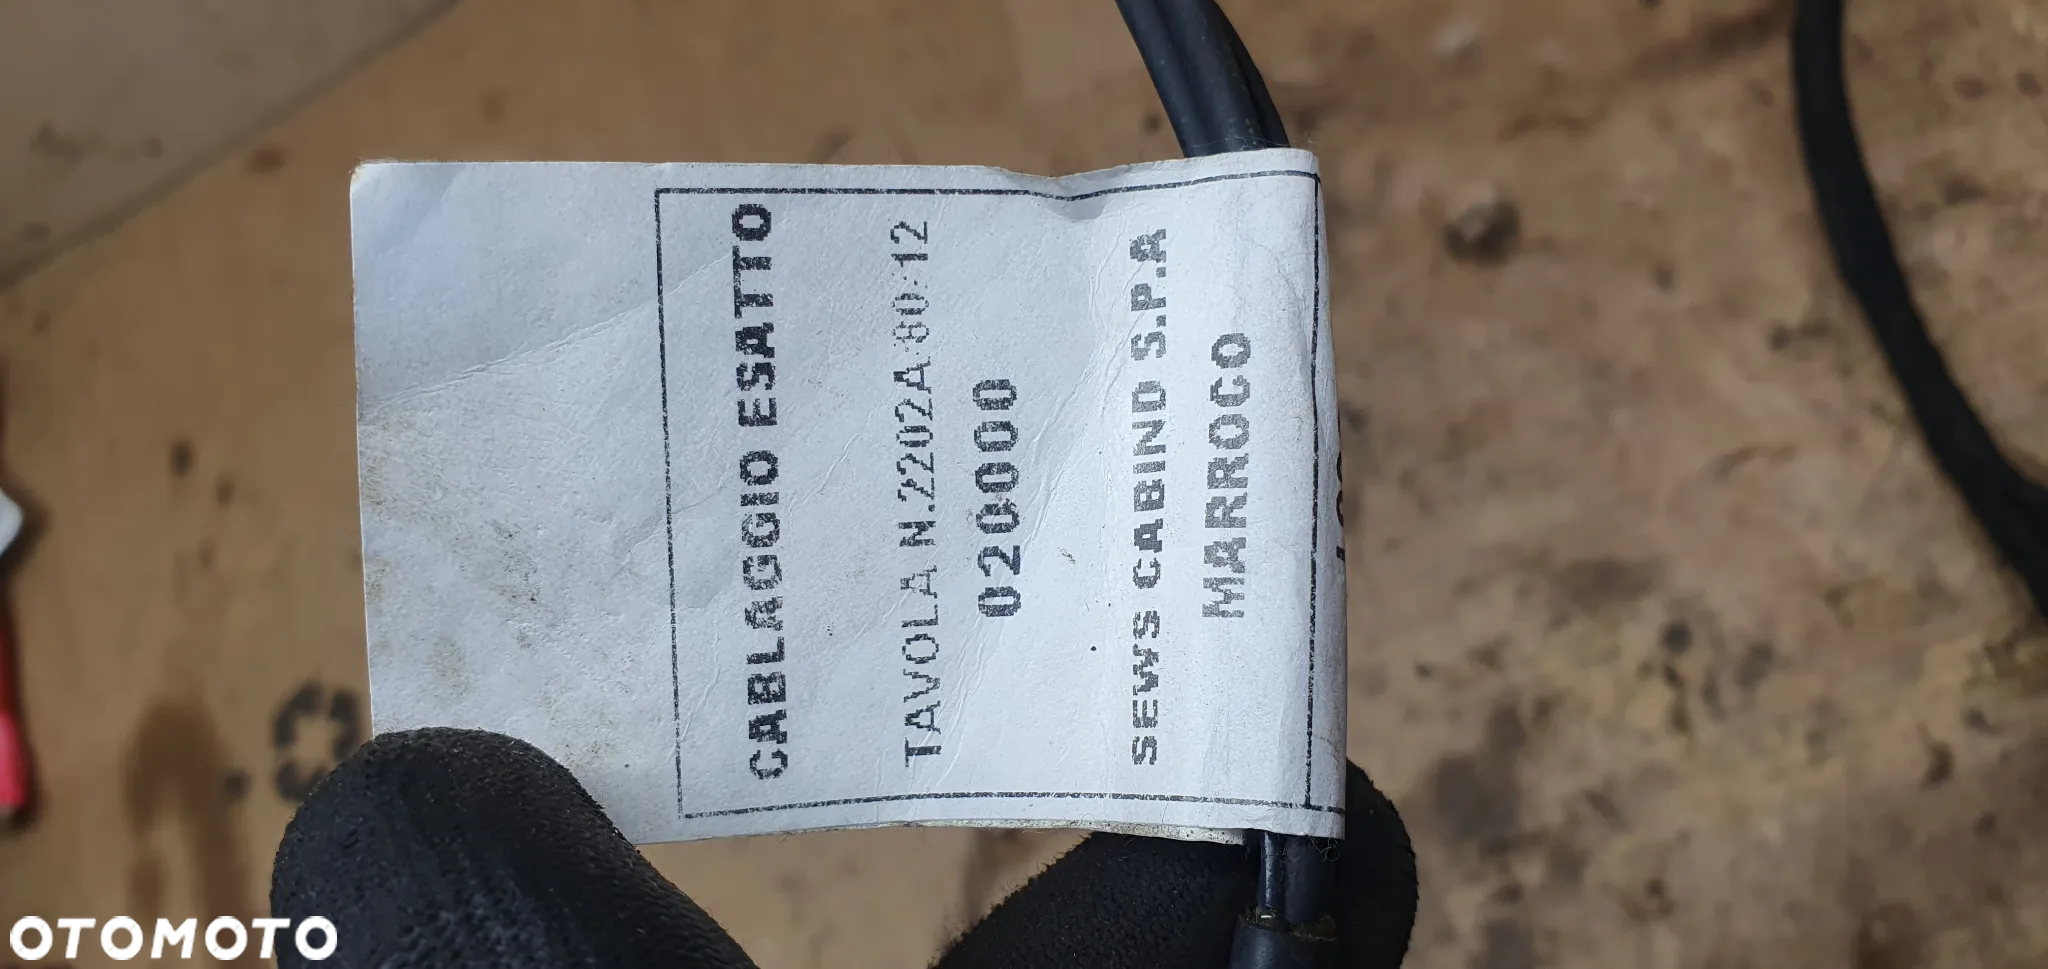 CABLAGGIO ESATTO
TAVOLA N.2202A:80:12
020000
SEWS CABIND S.P.A
MARROCO
OTOMOTO